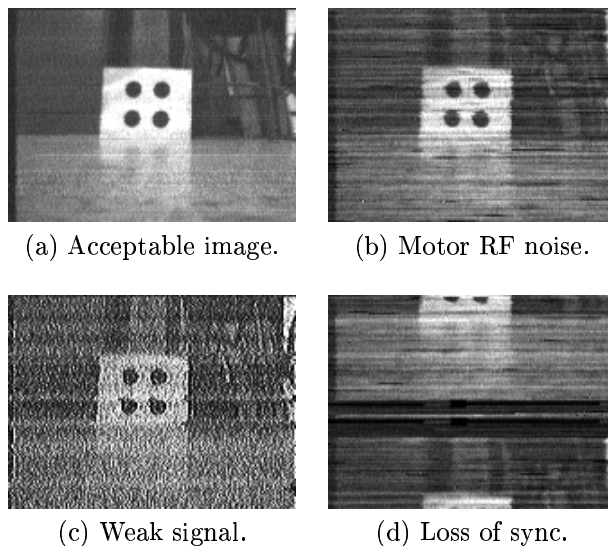 (a) Acceptable image.
(b) Motor RF noise.
(c) Weak signal.
(d) Loss of sync.